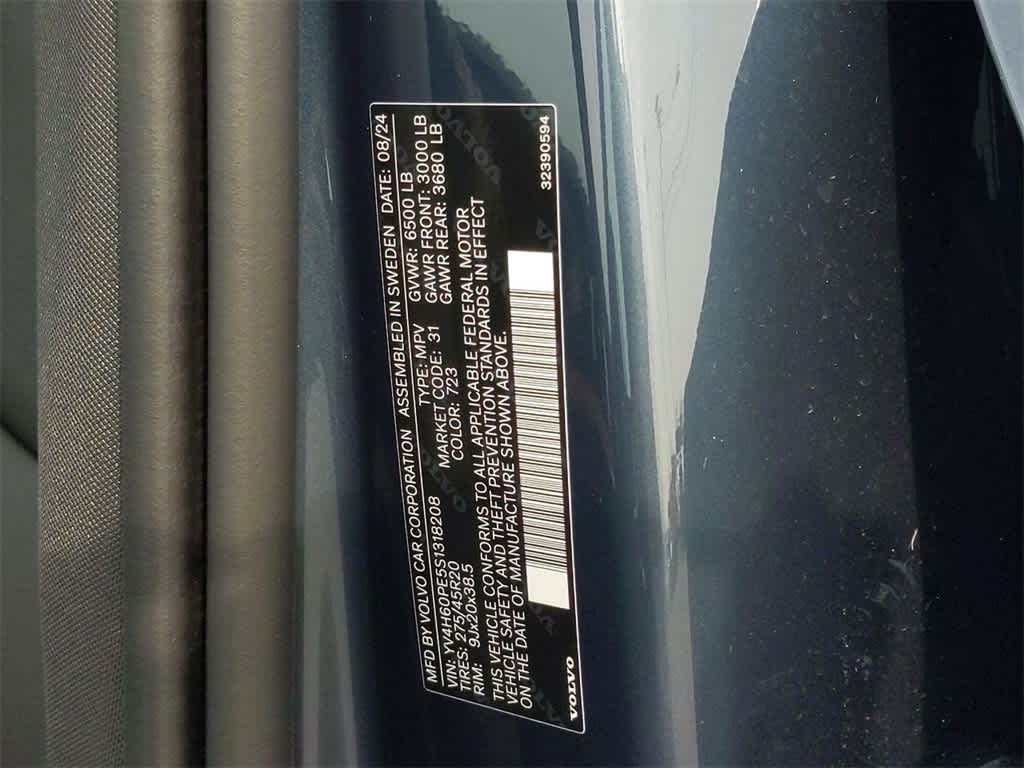 MFD BY VOLVO CAR CORPORATION ASSEMBLED IN SWEDEN DATE: 08/24
VIN: YV4H60PE5S1318208 TYPE: MPV GVWR: 6500 LB
TIRES: 275/45R20 MARKET CODE: 31 GAWR FRONT: 3000 LB
RIM: 9Jx20x38.5 COLOR: 723 GAWR REAR: 3680 LB
THIS VEHICLE CONFORMS TO ALL APPLICABLE FEDERAL MOTOR
VEHICLE SAFETY AND THEFT PREVENTION STANDARDS IN EFFECT
ON THE DATE OF MANUFACTURE SHOWN ABOVE.
VOLVO 32390594